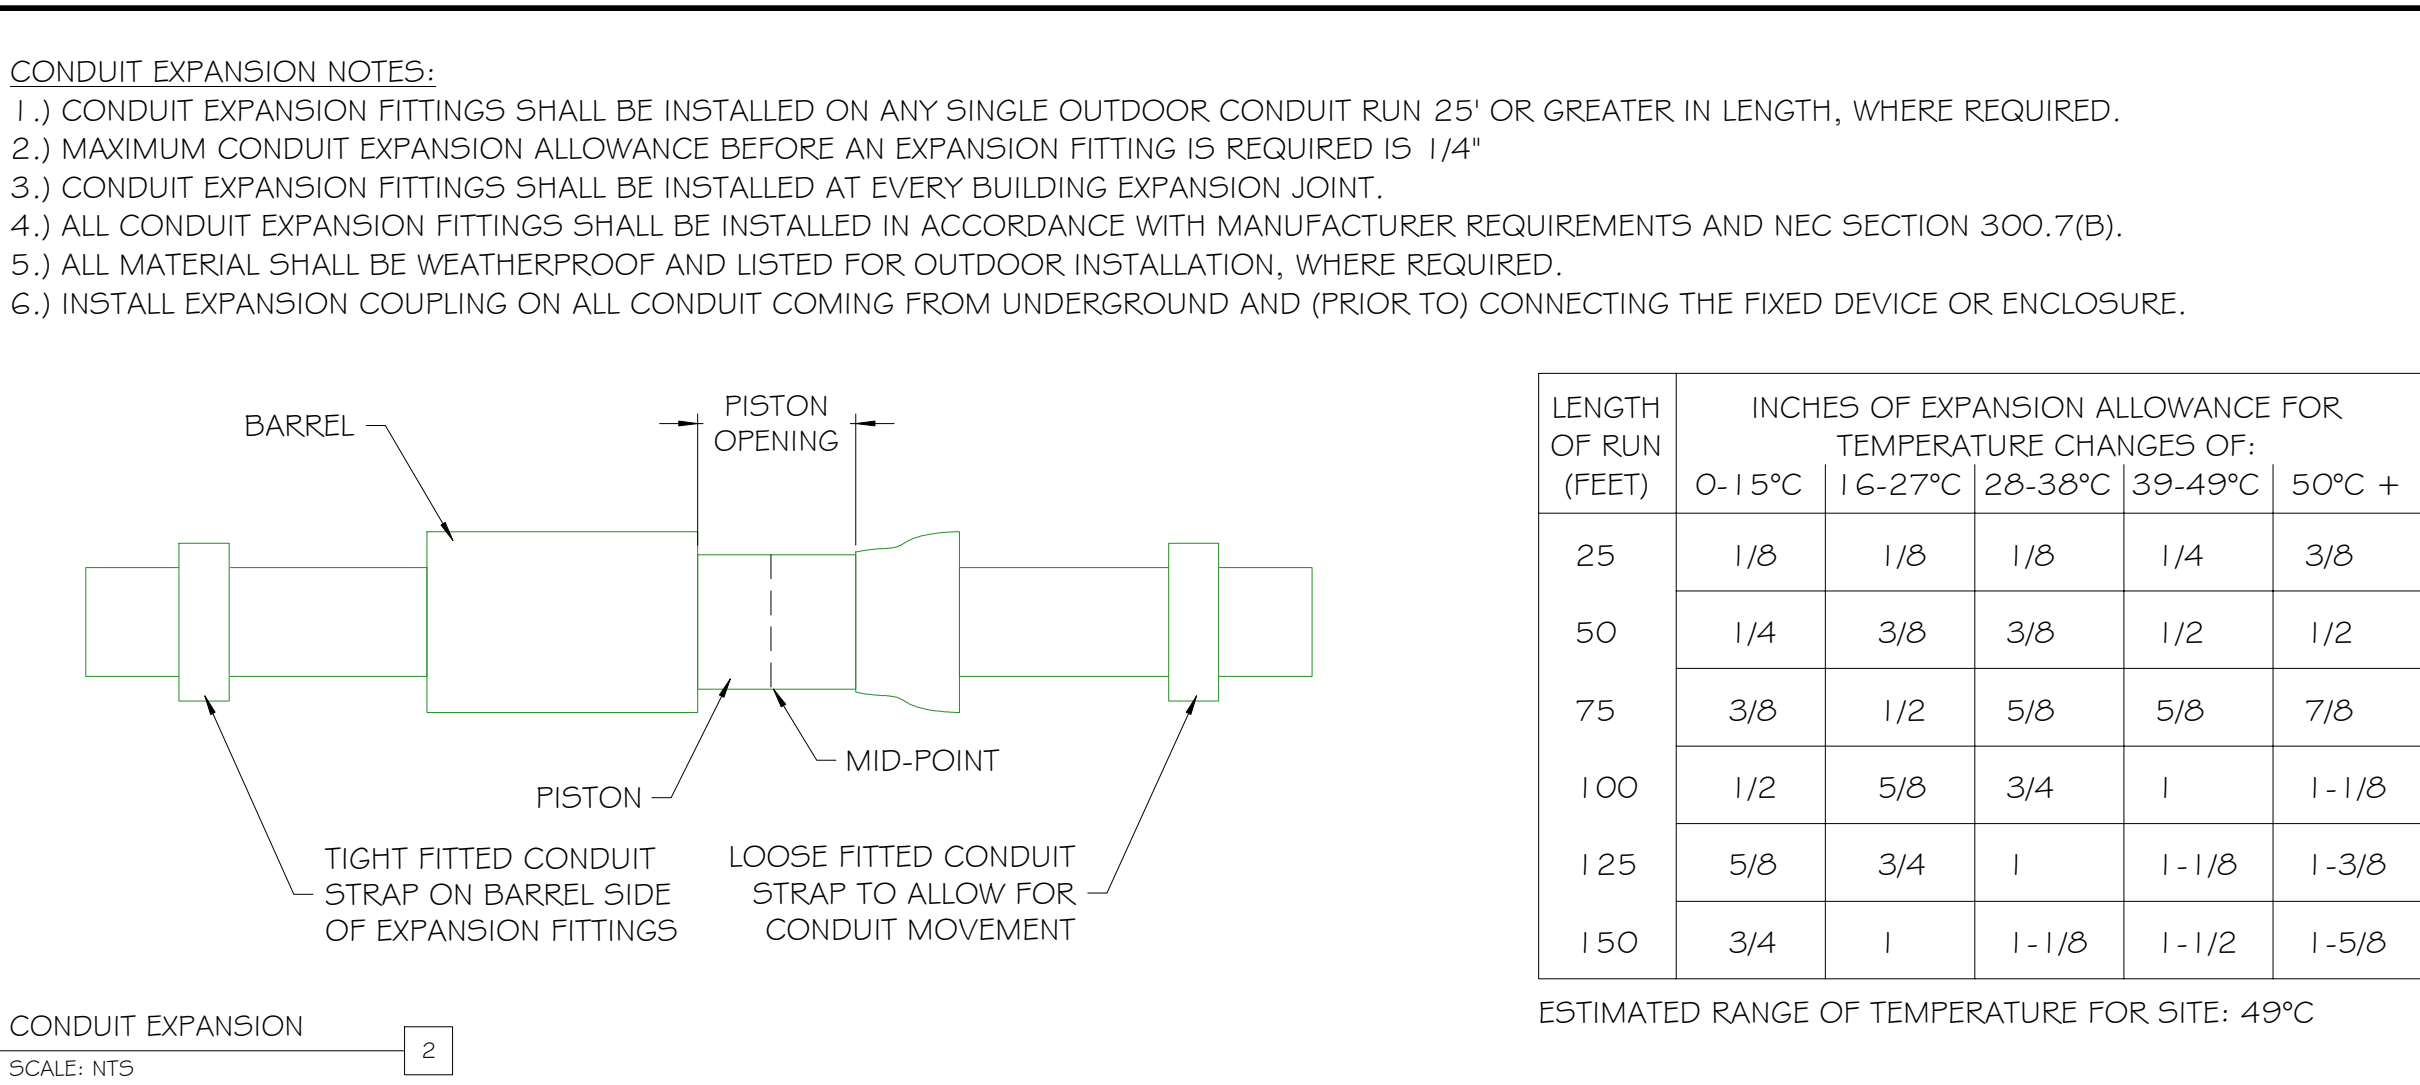 CONDUIT EXPANSION NOTES:
1.) CONDUIT EXPANSION FITTINGS SHALL BE INSTALLED ON ANY SINGLE OUTDOOR CONDUIT RUN 25' OR GREATER IN LENGTH, WHERE REQUIRED.
2.) MAXIMUM CONDUIT EXPANSION ALLOWANCE BEFORE AN EXPANSION FITTING IS REQUIRED IS 1/4"
3.) CONDUIT EXPANSION FITTINGS SHALL BE INSTALLED AT EVERY BUILDING EXPANSION JOINT.
4.) ALL CONDUIT EXPANSION FITTINGS SHALL BE INSTALLED IN ACCORDANCE WITH MANUFACTURER REQUIREMENTS AND NEC SECTION 300.7(B).
5.) ALL MATERIAL SHALL BE WEATHERPROOF AND LISTED FOR OUTDOOR INSTALLATION, WHERE REQUIRED.
6.) INSTALL EXPANSION COUPLING ON ALL CONDUIT COMING FROM UNDERGROUND AND (PRIOR TO) CONNECTING THE FIXED DEVICE OR ENCLOSURE.
BARREL
PISTON
OPENING
MID-POINT
PISTON
TIGHT FITTED CONDUIT
STRAP ON BARREL SIDE
OF EXPANSION FITTINGS
LOOSE FITTED CONDUIT
STRAP TO ALLOW FOR
CONDUIT MOVEMENT
LENGTH
OF RUN
(FEET)
INCHES OF EXPANSION ALLOWANCE FOR
TEMPERATURE CHANGES OF:
0-15°C 16-27°C 28-38°C 39-49°C 50°C +
25 1/8 1/8 1/8 1/4 3/8
50 1/4 3/8 3/8 1/2 1/2
75 3/8 1/2 5/8 5/8 7/8
100 1/2 5/8 3/4 1 1-1/8
125 5/8 3/4 1 1-1/8 1-3/8
150 3/4 1 1-1/8 1-1/2 1-5/8
ESTIMATED RANGE OF TEMPERATURE FOR SITE: 49°C
CONDUIT EXPANSION
2
SCALE: NTS